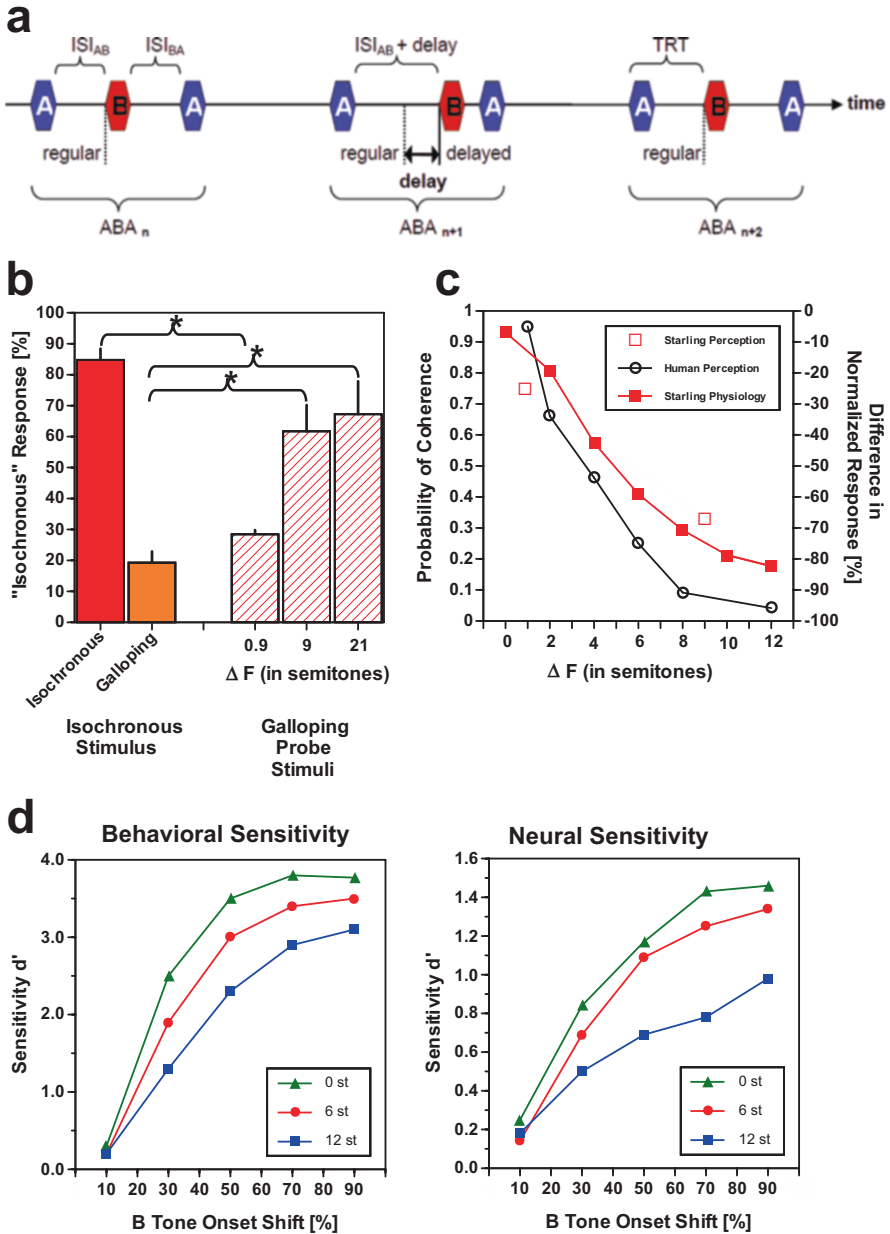 a
ISI_AB ISI_BA ISI_AB + delay TRT
A B A A B A A B A time
regular regular delayed regular
delay
ABA n ABA n+1 ABA n+2
b
"Isochronous" Response [%]
100
90
80
70
60
50
40
30
20
10
0
* * *
Isochronous Galloping 0.9 9 21
Δ F (in semitones)
Isochronous Stimulus
Galloping Probe Stimuli
c
Probability of Coherence
1
0.9
0.8
0.7
0.6
0.5
0.4
0.3
0.2
0.1
0
Starling Perception
Human Perception
Starling Physiology
0
-10
-20
-30
-40
-50
-60
-70
-80
-90
-100
Difference in Normalized Response [%]
0 2 4 6 8 10 12
Δ F (in semitones)
d
Behavioral Sensitivity
Sensitivity d'
4.0
3.0
2.0
1.0
0.0
0 st
6 st
12 st
10 20 30 40 50 60 70 80 90
B Tone Onset Shift [%]
Neural Sensitivity
Sensitivity d'
1.6
1.4
1.2
1.0
0.8
0.6
0.4
0.2
0.0
0 st
6 st
12 st
10 20 30 40 50 60 70 80 90
B Tone Onset Shift [%]